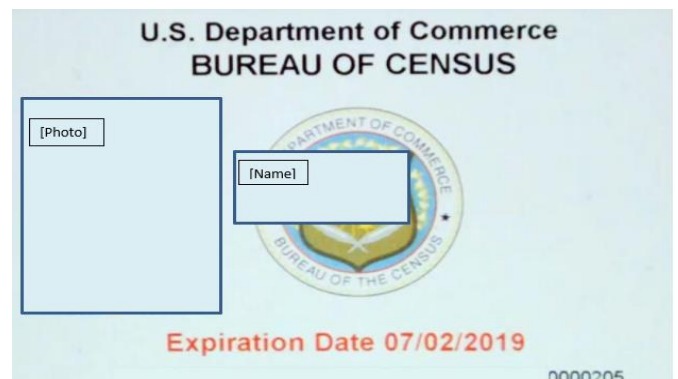 U.S. Department of Commerce
BUREAU OF CENSUS
[Photo]
DEPARTMENT OF COMMERCE
[Name]
BUREAU OF THE CENSUS
Expiration Date 07/02/2019
0000205